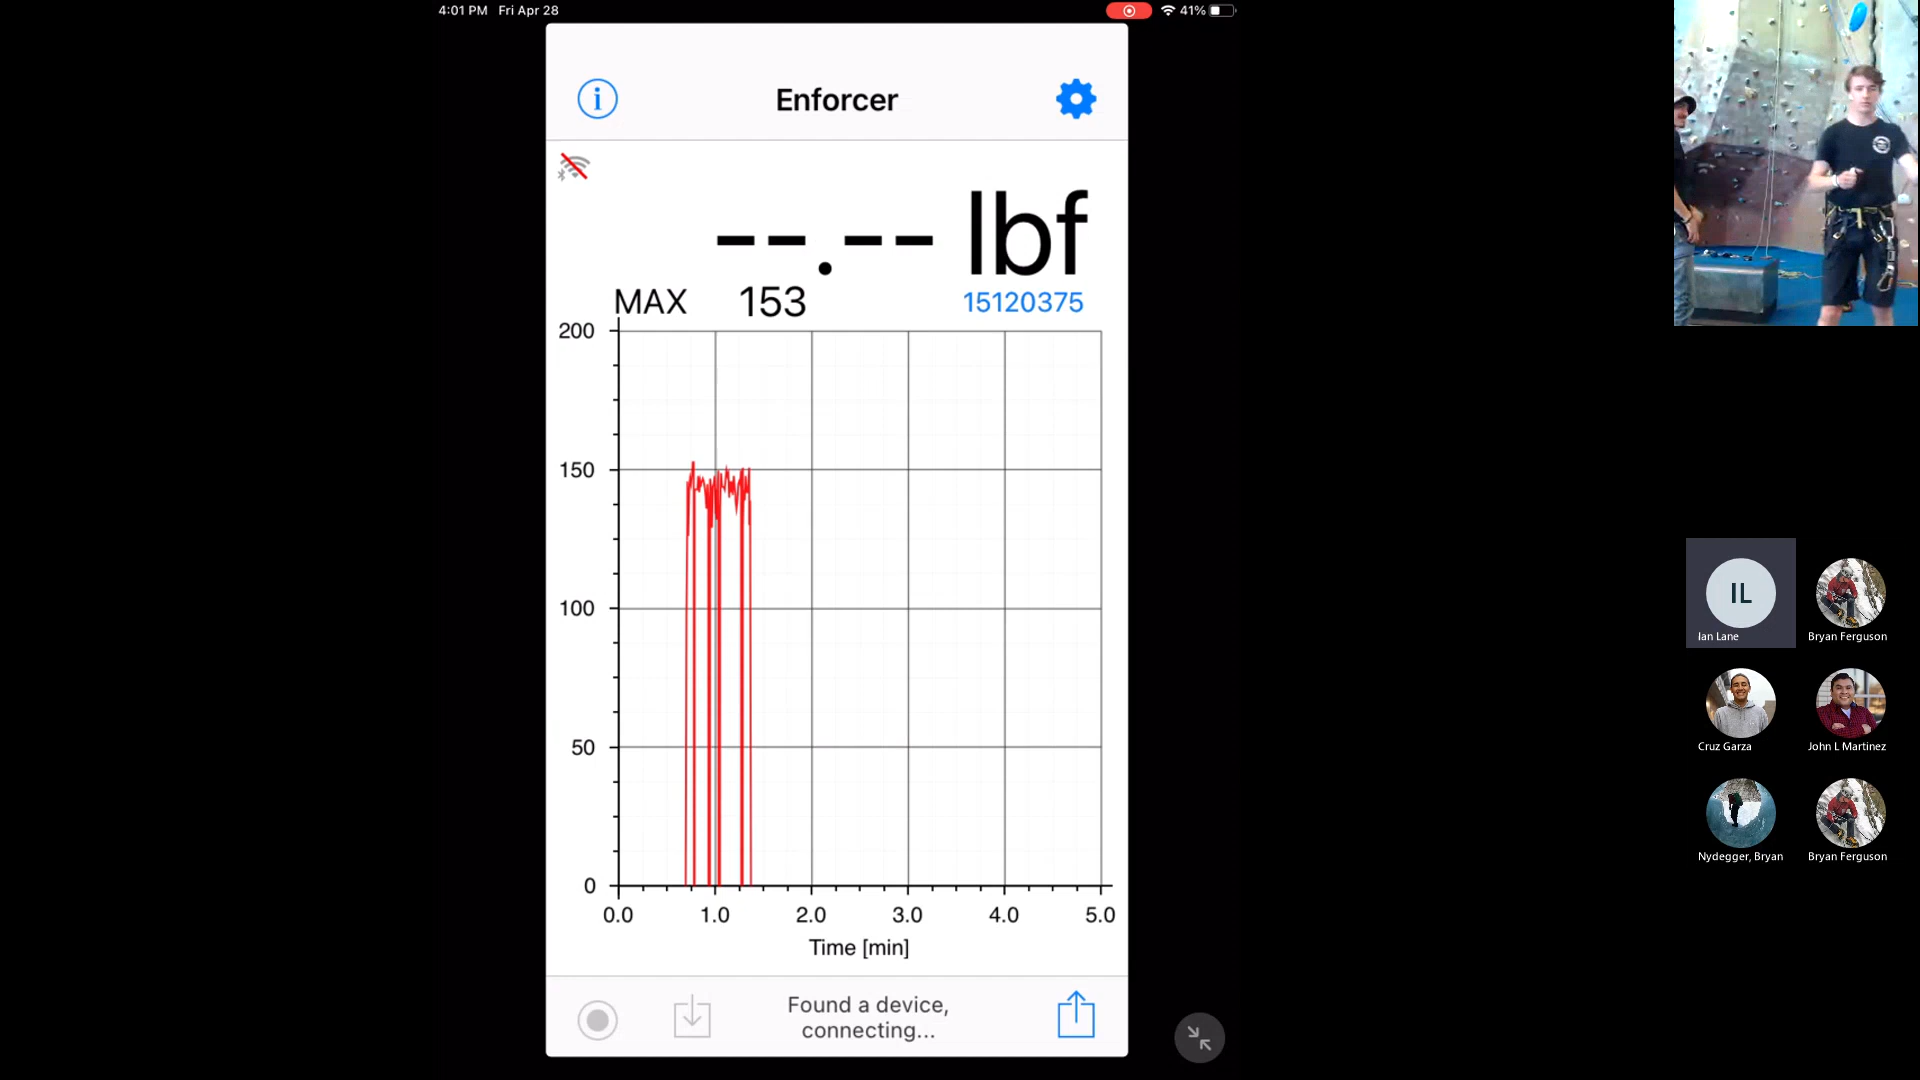 4:01 PM Fri Apr 28
41%
Enforcer
--.-- lbf
MAX 153 15120375
200
150
100
50
0
0.0 1.0 2.0 3.0 4.0 5.0
Time [min]
Found a device,
connecting...
IL
Ian Lane
Bryan Ferguson
Cruz Garza
John L Martinez
Nydegger, Bryan
Bryan Ferguson